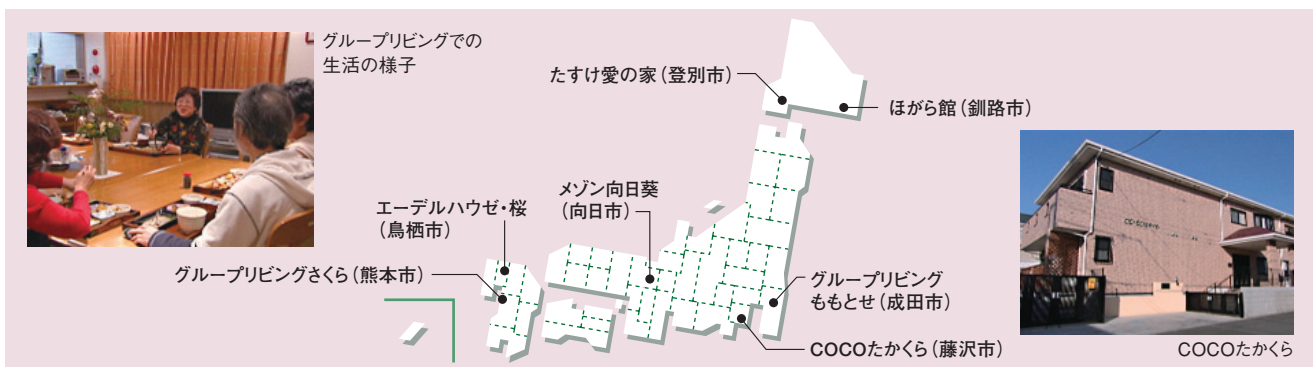 グループリビングでの
生活の様子
たすけ愛の家（登別市）
ほがら館（釧路市）
メゾン向日葵
（向日市）
エーデルハウゼ・桜
（鳥栖市）
グループリビングさくら（熊本市）
グループリビング
ももとせ（成田市）
COCOたかくら（藤沢市）
COCOたかくら